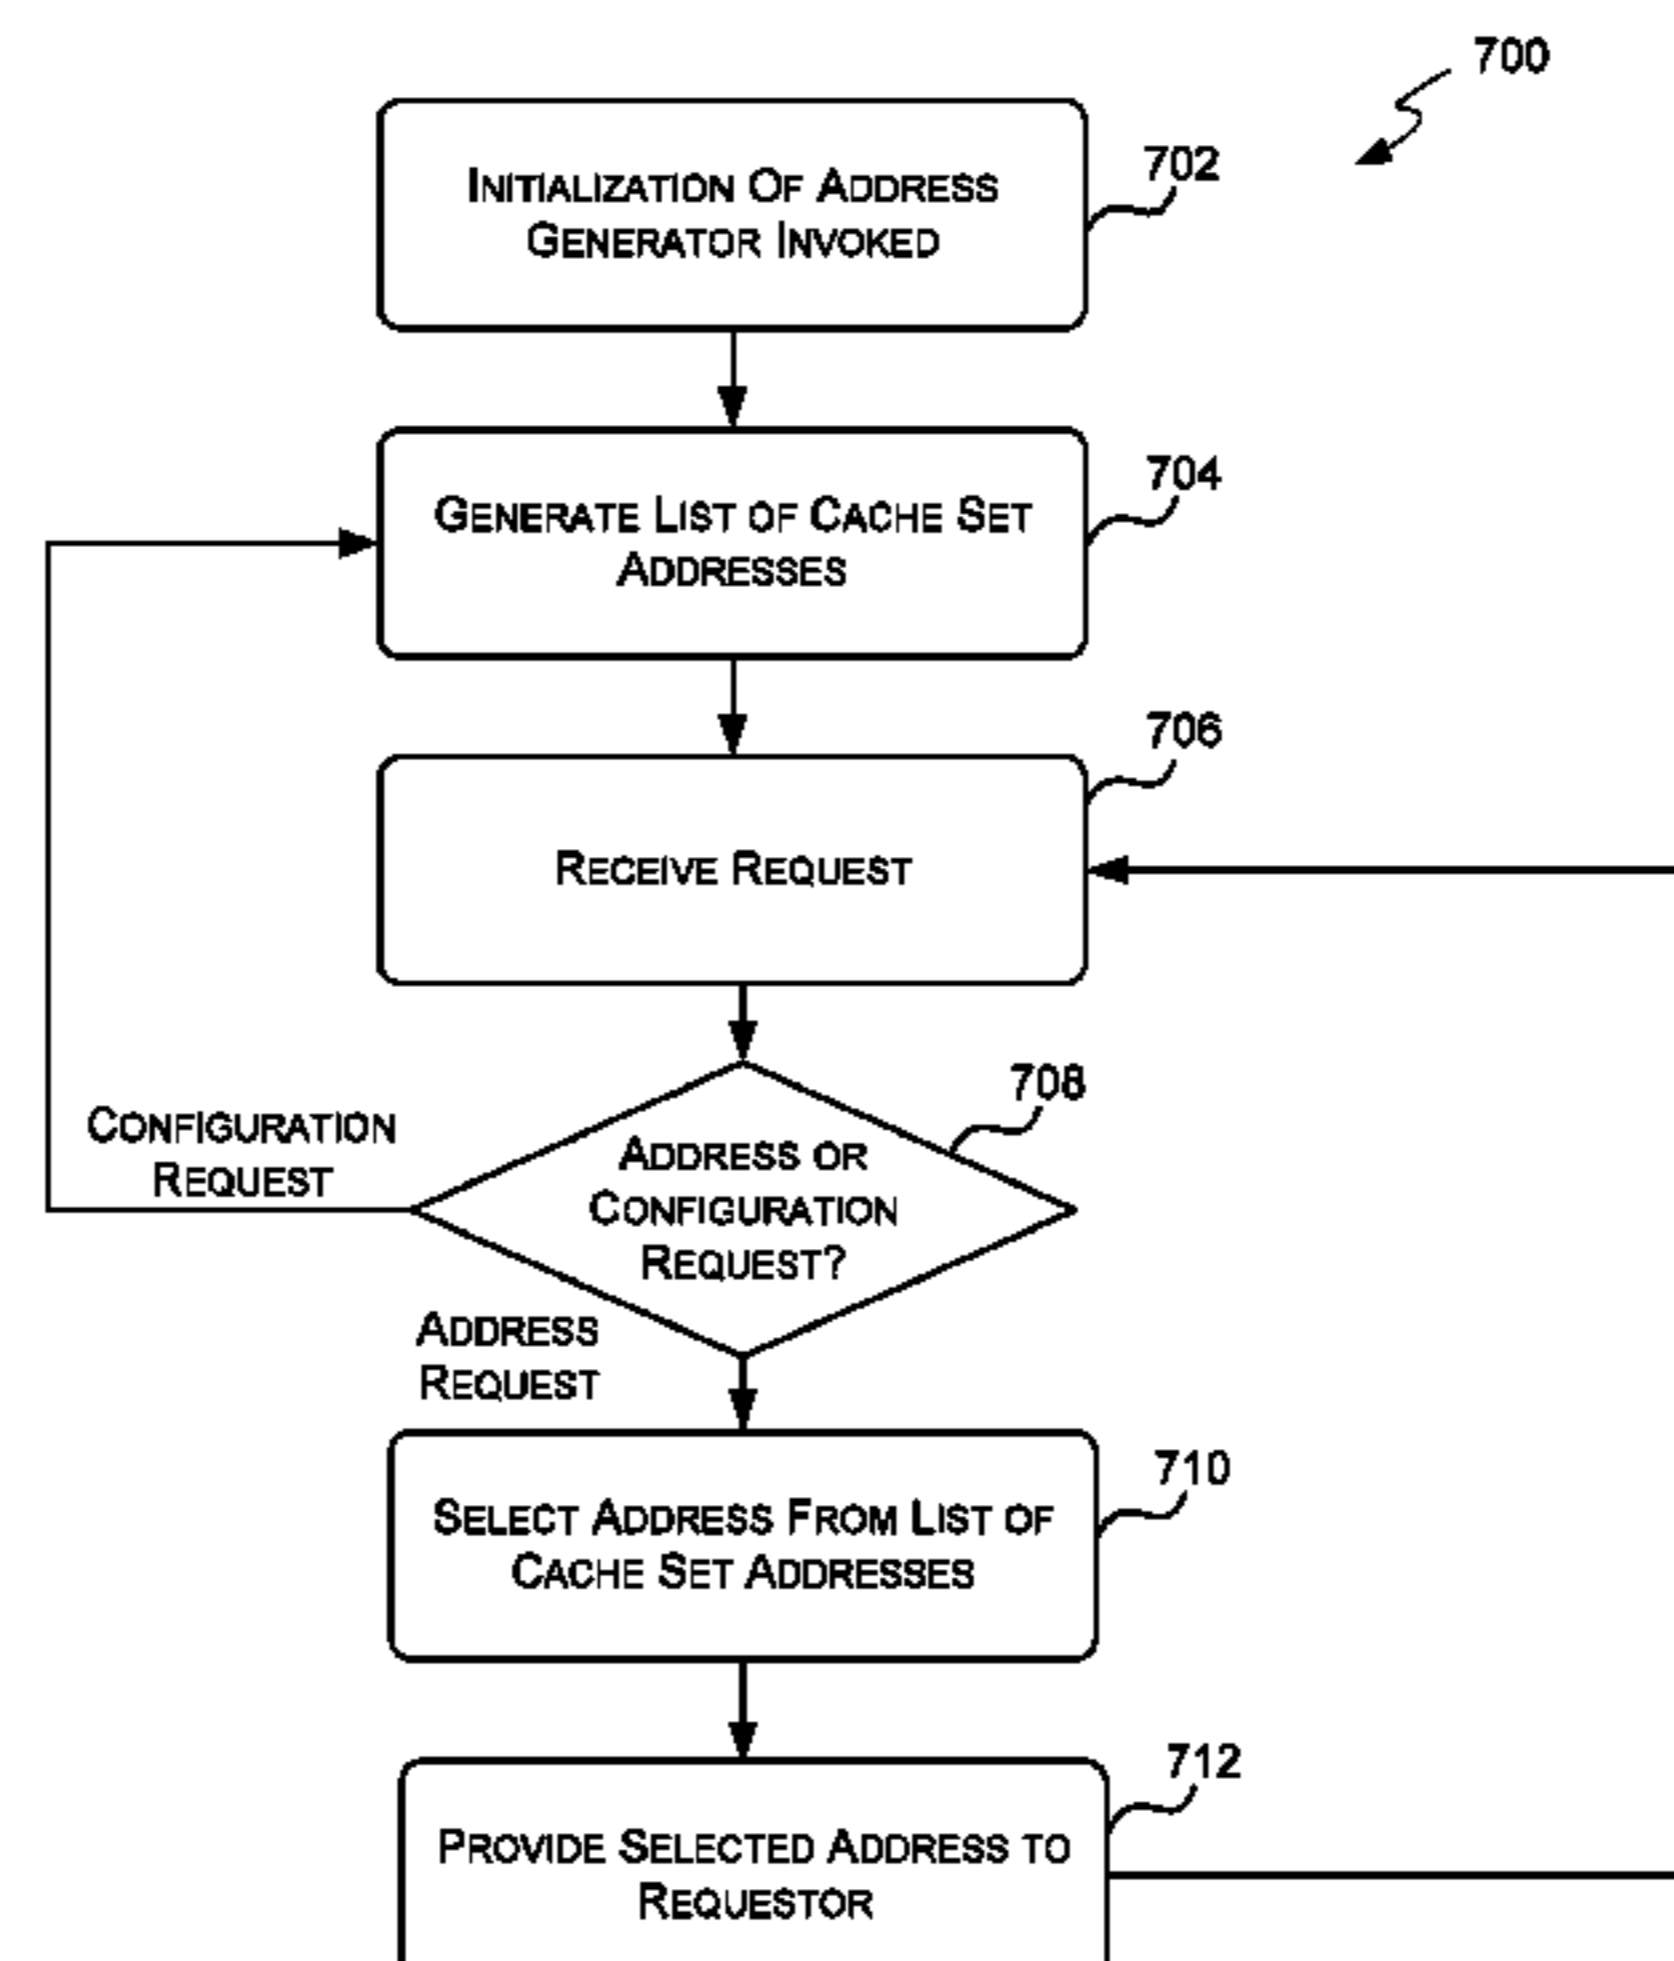 700
INITIALIZATION OF ADDRESS
GENERATOR INVOKED
702
GENERATE LIST OF CACHE SET
ADDRESSES
704
RECEIVE REQUEST
706
ADDRESS OR
CONFIGURATION
REQUEST?
708
CONFIGURATION
REQUEST
ADDRESS
REQUEST
SELECT ADDRESS FROM LIST OF
CACHE SET ADDRESSES
710
PROVIDE SELECTED ADDRESS TO
REQUESTOR
712